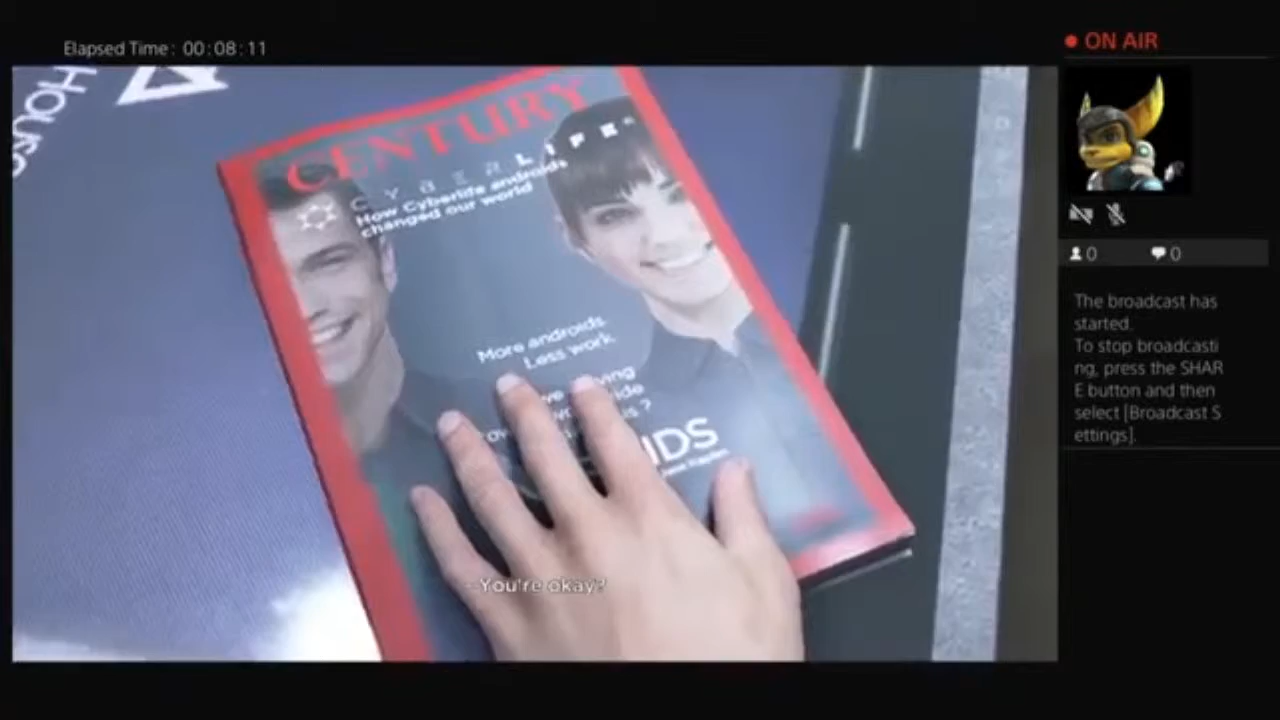 Elapsed Time: 00:08:11
ON AIR
HOURS
CENTURY
CYBERLIFE
How Cyberlife androids
changed our world
More androids.
Less work.
- You're okay?
0 0
The broadcast has
started.
To stop broadcasti
ng, press the SHAR
E button and then
select [Broadcast S
ettings].